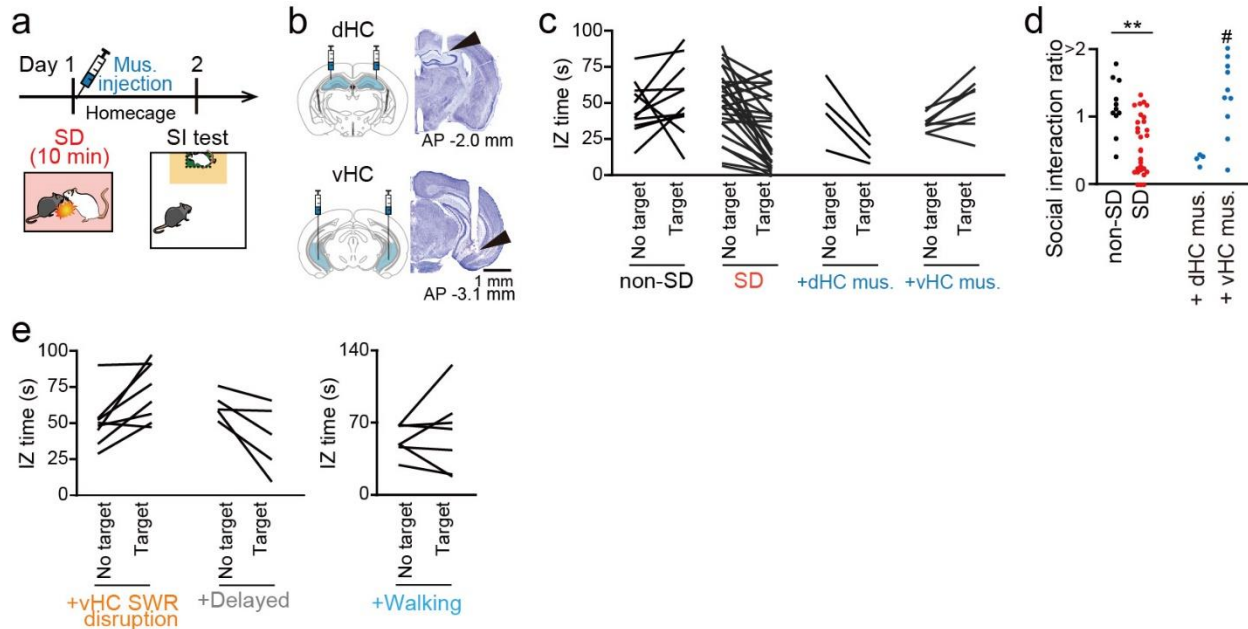 a
Day 1
Mus.
injection
2
Homecage
SD
(10 min)
SI test
b
dHC
AP -2.0 mm
vHC
1 mm
AP -3.1 mm
c
IZ time (s)
100
75
50
25
0
No target
Target
No target
Target
No target
Target
No target
Target
non-SD
SD
+dHC mus.
+vHC mus.
d
**
#
Social interaction ratio
>2
1
0
non-SD
SD
+ dHC mus.
+ vHC mus.
e
IZ time (s)
100
75
50
25
0
No target
Target
No target
Target
+vHC SWR
disruption
+Delayed
IZ time (s)
140
70
0
No target
Target
+Walking